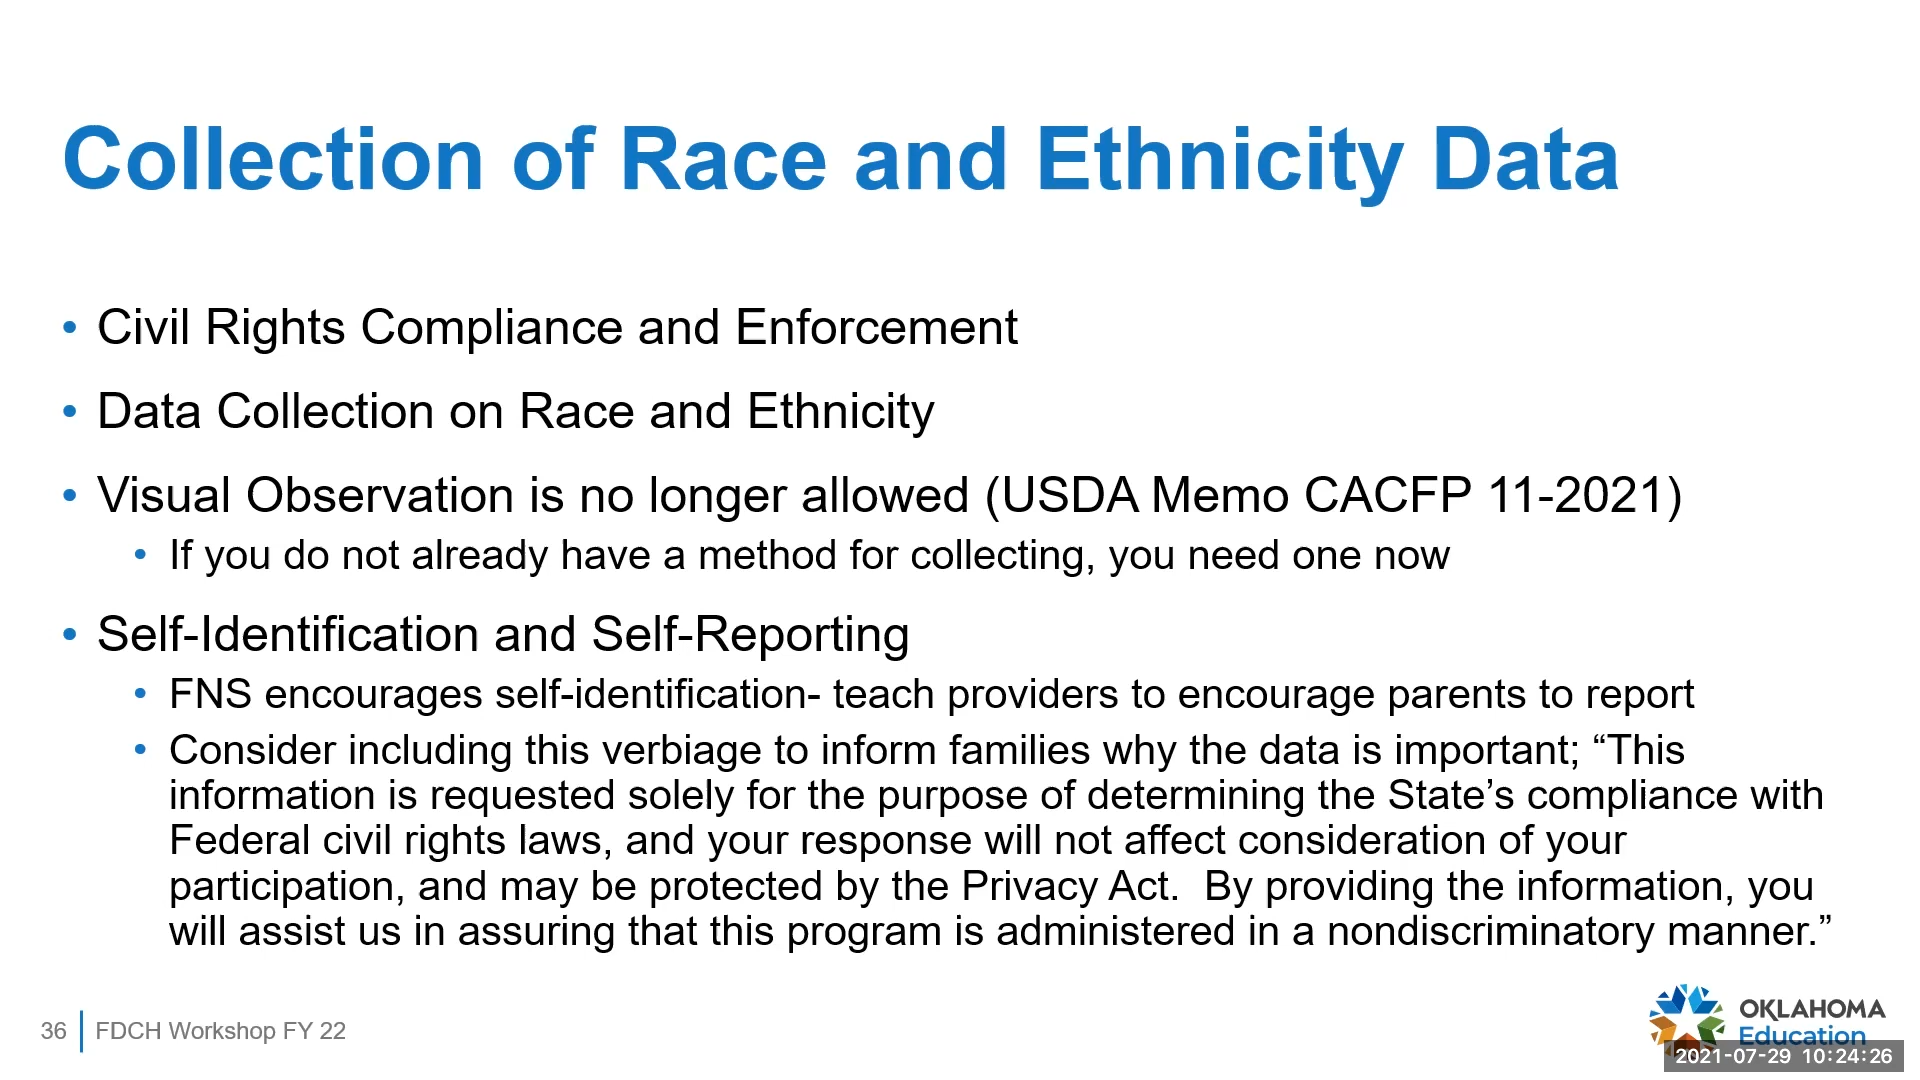 Collection of Race and Ethnicity Data
• Civil Rights Compliance and Enforcement
• Data Collection on Race and Ethnicity
• Visual Observation is no longer allowed (USDA Memo CACFP 11-2021)
• If you do not already have a method for collecting, you need one now
• Self-Identification and Self-Reporting
• FNS encourages self-identification- teach providers to encourage parents to report
• Consider including this verbiage to inform families why the data is important; “This
information is requested solely for the purpose of determining the State’s compliance with
Federal civil rights laws, and your response will not affect consideration of your
participation, and may be protected by the Privacy Act.  By providing the information, you
will assist us in assuring that this program is administered in a nondiscriminatory manner.”
36
FDCH Workshop FY 22
OKLAHOMA
Education
2021-07-29 10:24:26